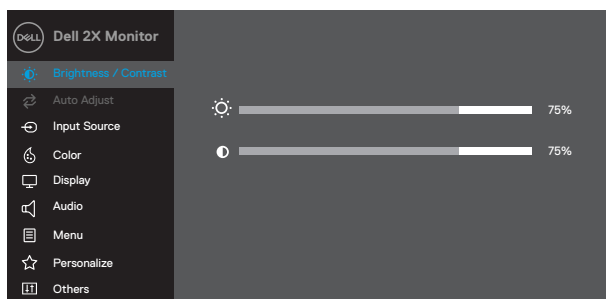 DELL Dell 2X Monitor
Brightness / Contrast
Auto Adjust
75%
Input Source
Color
75%
Display
Audio
Menu
Personalize
Others